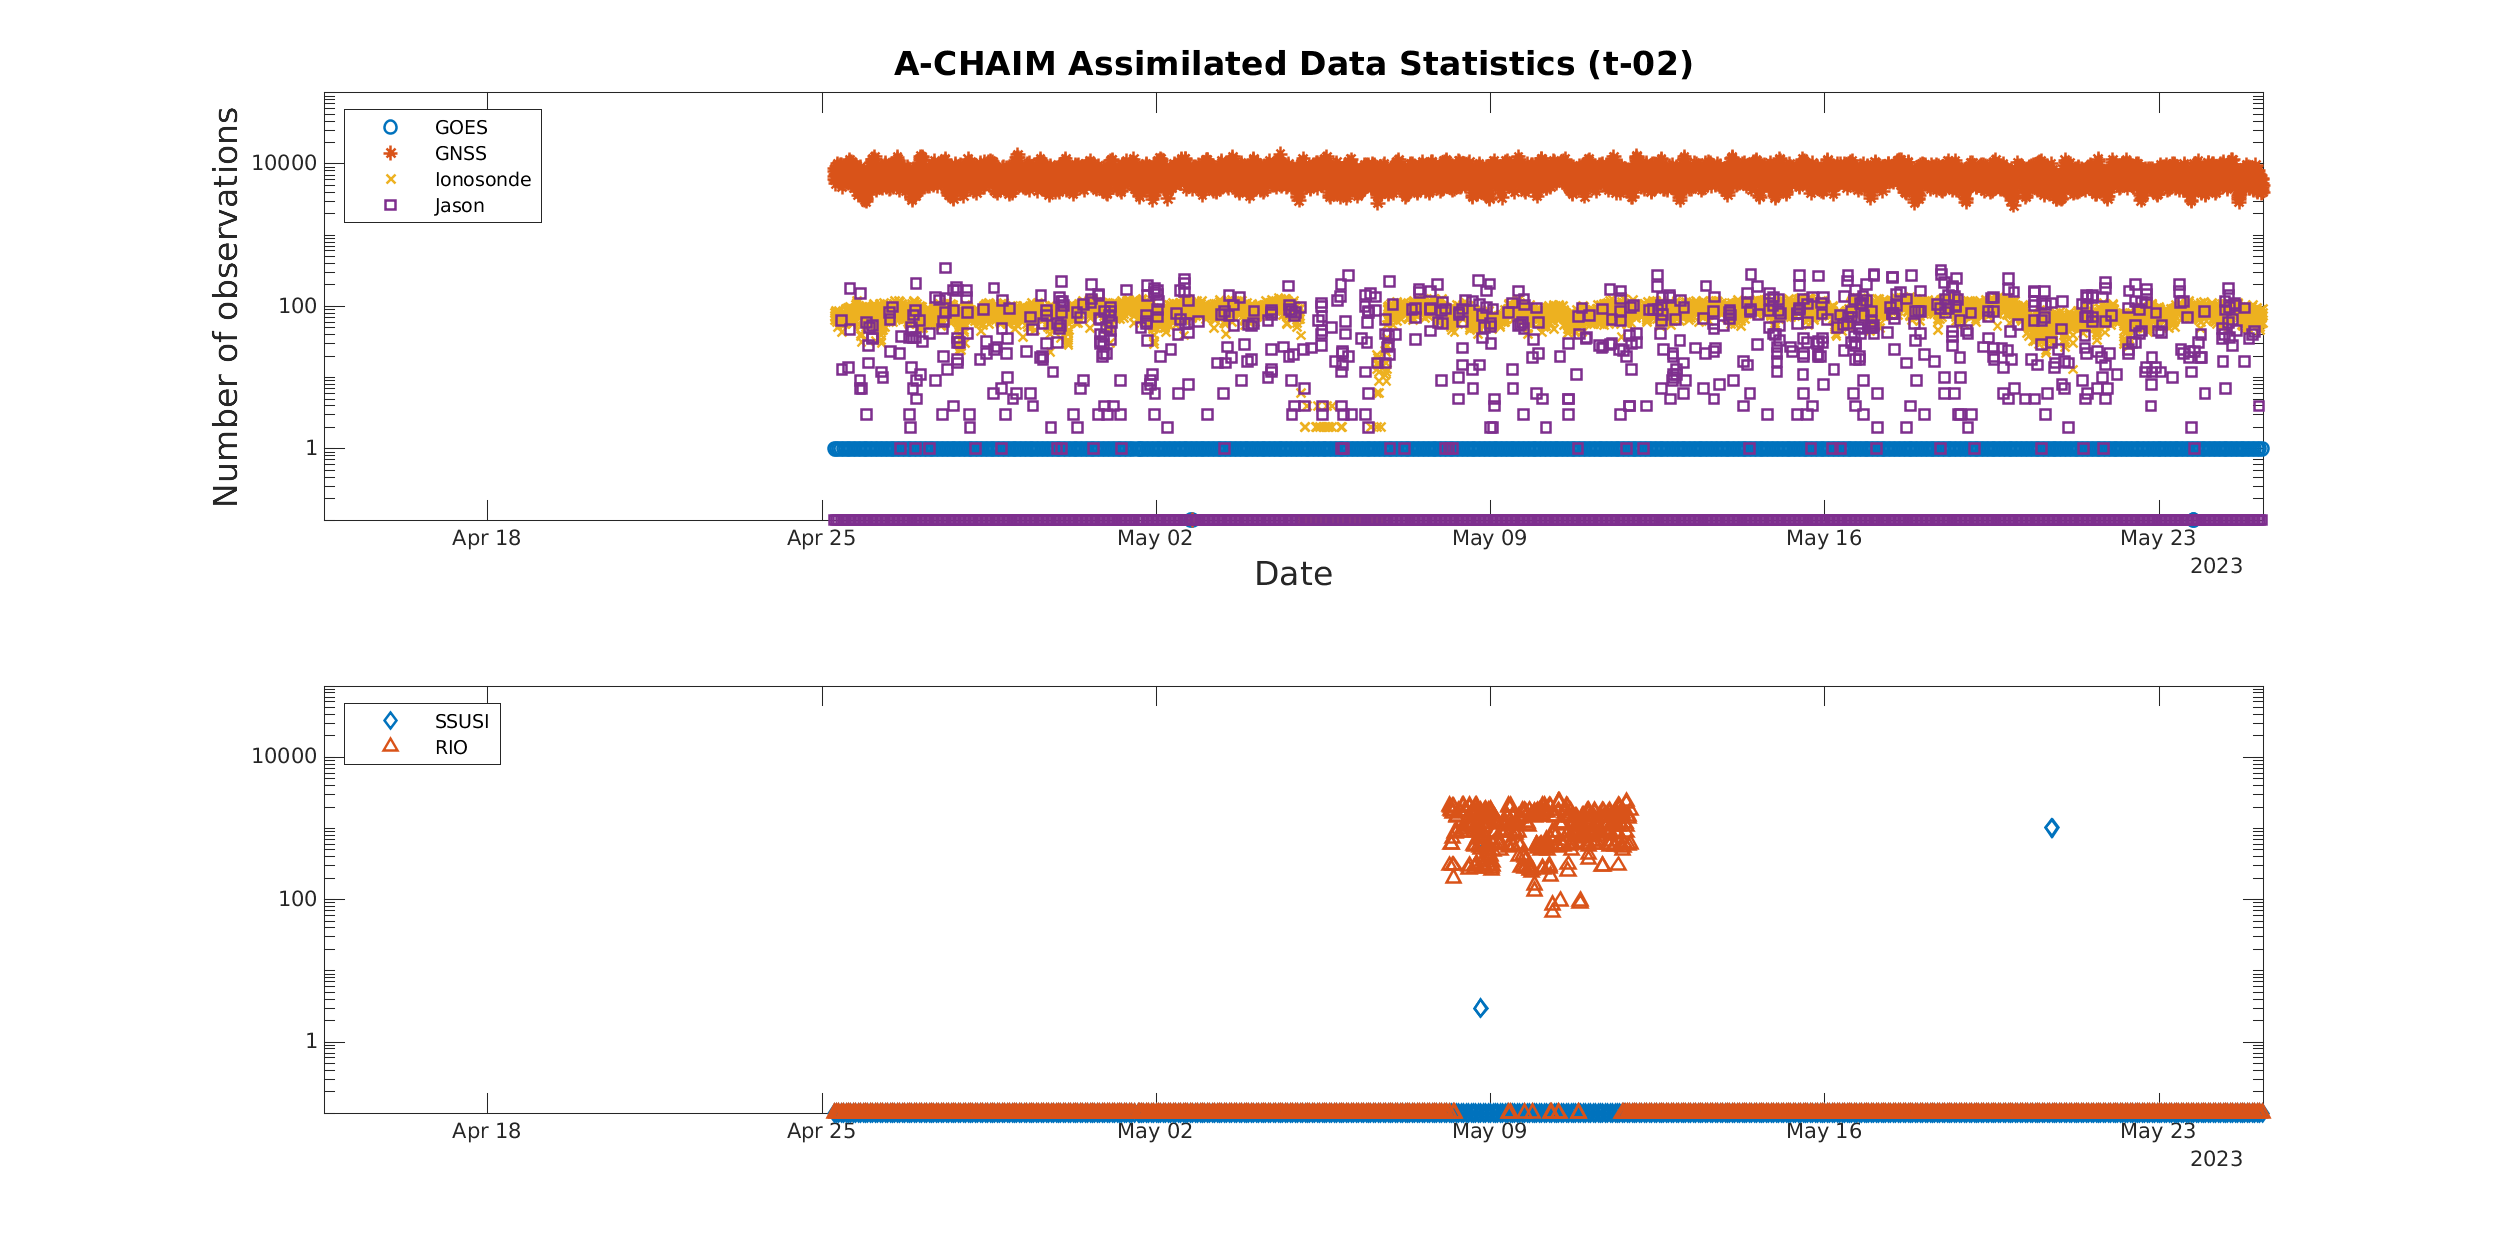 A-CHAIM Assimilated Data Statistics (t-02)
Number of observations
10000
100
1
GOES
GNSS
Ionosonde
Jason
Apr 18
Apr 25
May 02
May 09
May 16
May 23
2023
Date
10000
100
1
SSUSI
RIO
Apr 18
Apr 25
May 02
May 09
May 16
May 23
2023